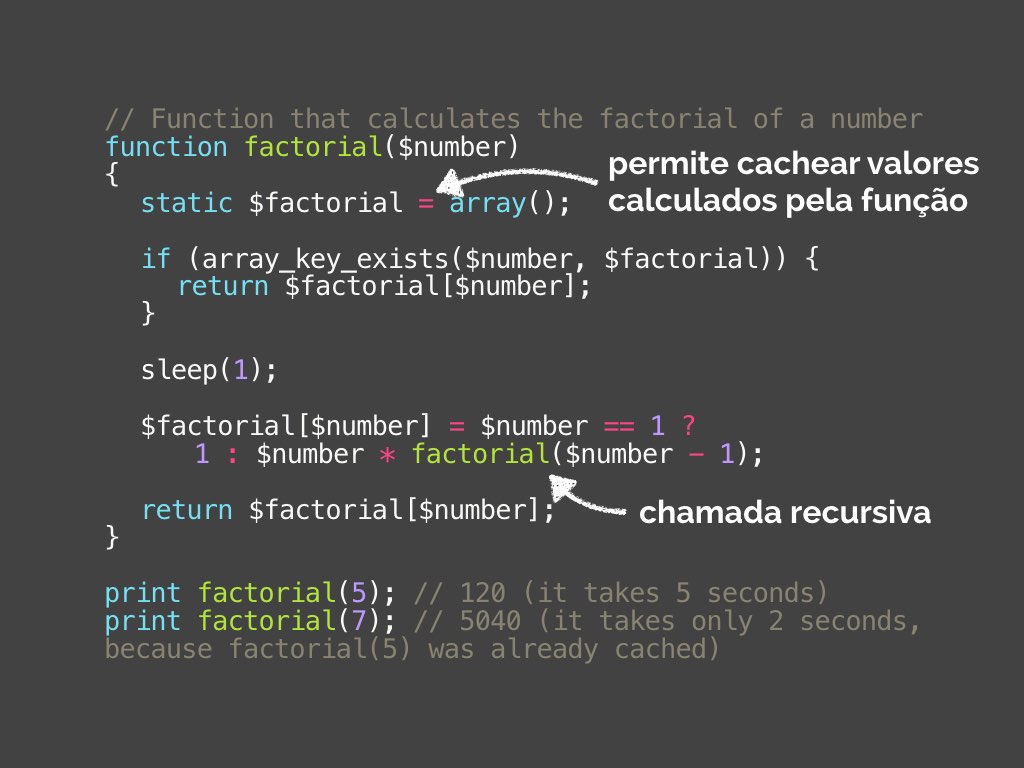 // Function that calculates the factorial of a number
function factorial($number)
{
permite cachear valores
calculados pela função
static $factorial = array();
if (array_key_exists($number, $factorial)) {
return $factorial[$number];
}
sleep(1);
$factorial[$number] = $number == 1 ?
1 : $number * factorial($number - 1);
return $factorial[$number];
chamada recursiva
}
print factorial(5); // 120 (it takes 5 seconds)
print factorial(7); // 5040 (it takes only 2 seconds,
because factorial(5) was already cached)